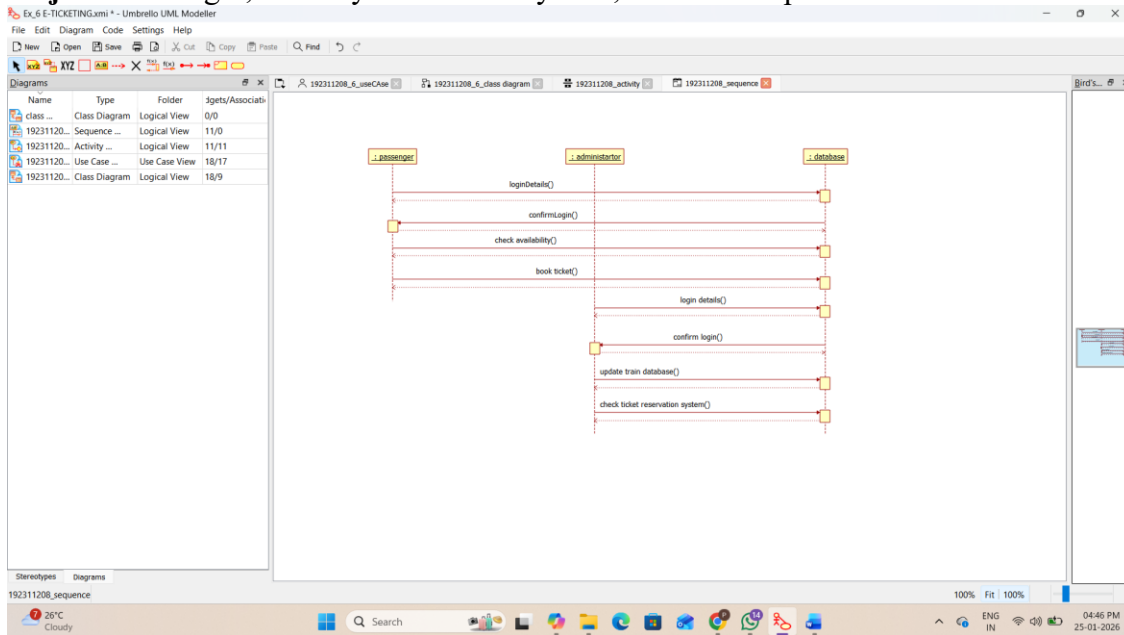 Ex_6 E-TICKETING.xmi * - Umbrello UML Modeller
File Edit Diagram Code Settings Help
New Open Save Cut Copy Paste Find
XYZ XYZ A:B
Diagrams
192311208_6_useCAse 192311208_6_class diagram 192311208_activity 192311208_sequence
Bird's...
Name Type Folder
class ... Class Diagram Logical View 0/0
19231120... Sequence ... Logical View 11/0
19231120... Activity ... Logical View 11/11
19231120... Use Case ... Use Case View 18/17
19231120... Class Diagram Logical View 18/9
: passenger : administartor : database
loginDetails()
confirmLogin()
check availability()
book ticket()
login details()
confirm login()
update train database()
check ticket reservation system()
Stereotypes Diagrams
192311208_sequence
100% Fit 100%
7 26°C
Cloudy
Search
14
ENG
IN
04:46 PM
25-01-2026